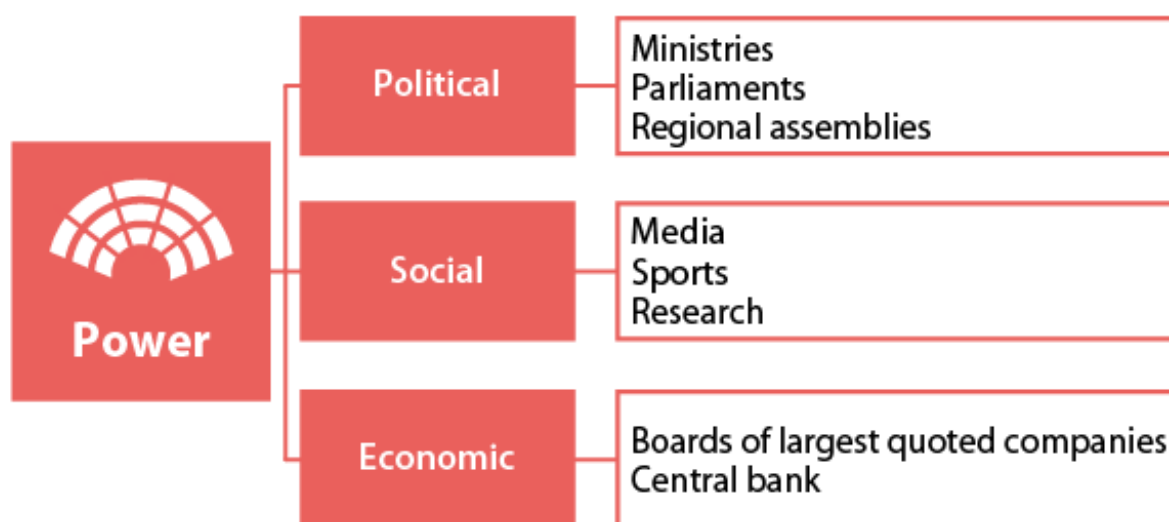 Power
Political
Ministries
Parliaments
Regional assemblies
Social
Media
Sports
Research
Economic
Boards of largest quoted companies
Central bank